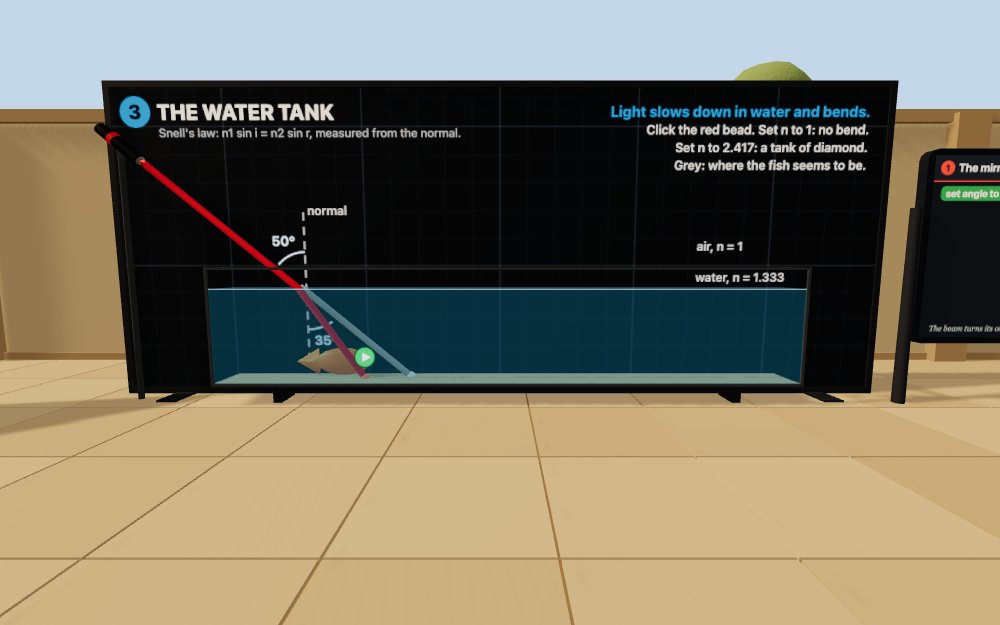 3 THE WATER TANK
Snell's law: n1 sin i = n2 sin r, measured from the normal.
Light slows down in water and bends.
Click the red bead. Set n to 1: no bend.
Set n to 2.417: a tank of diamond.
Grey: where the fish seems to be.
normal
50°
air, n = 1
water, n = 1.333
35
1 The
set angle to
The beam turns its